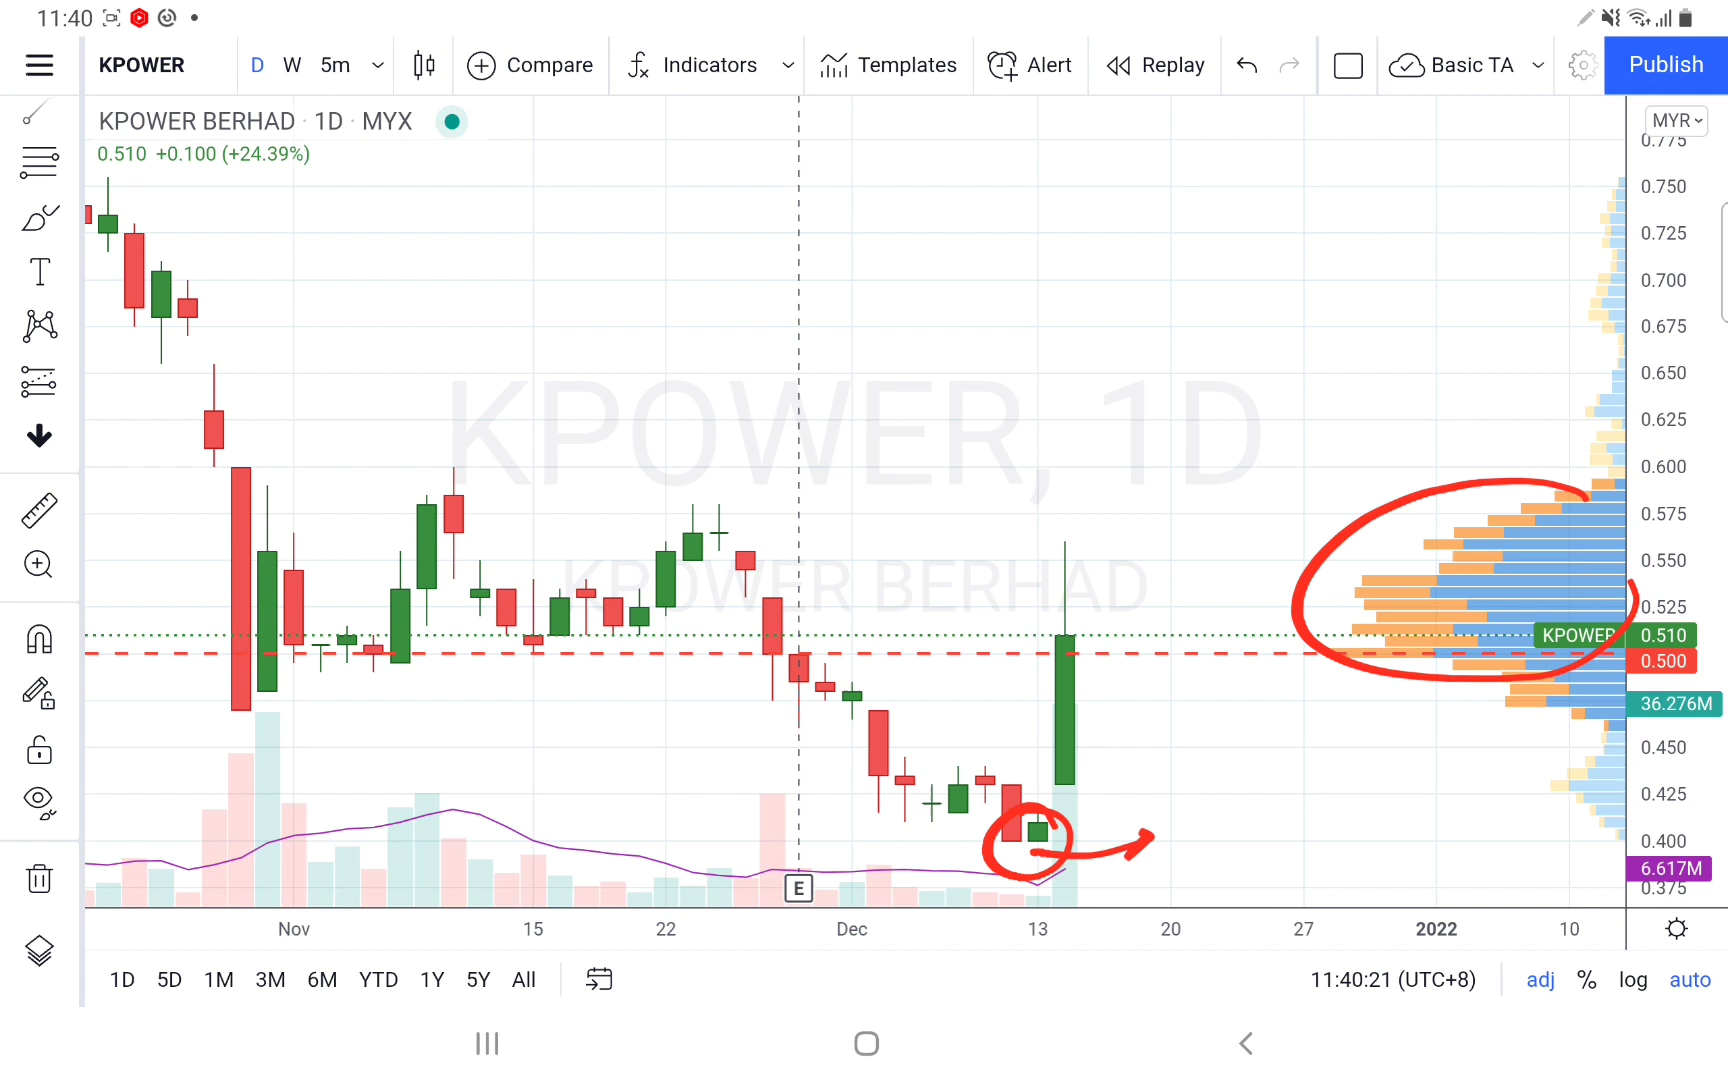 11:40
KPOWER D W 5m Compare Indicators Templates Alert Replay Basic TA Publish
KPOWER BERHAD · 1D · MYX
0.510 +0.100 (+24.39%)
MYR
0.775
0.750
0.725
0.700
0.675
0.650
0.625
0.600
0.575
0.550
0.525
KPOWER 0.510
0.500
36.276M
0.450
0.425
0.400
6.617M
0.375
KPOWER, 1D
KPOWER BERHAD
E
Nov 15 22 Dec 13 20 27 2022 10
1D 5D 1M 3M 6M YTD 1Y 5Y All 11:40:21 (UTC+8) adj % log auto